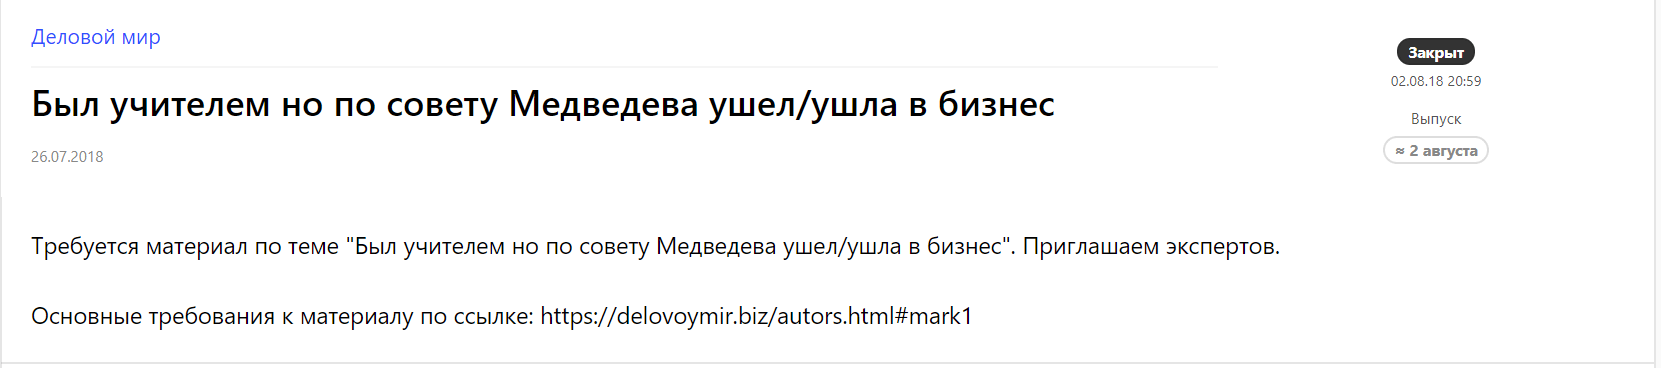 Деловой мир
Закрыт
02.08.18 20:59
Был учителем но по совету Медведева ушел/ушла в бизнес
Выпуск
≈ 2 августа
26.07.2018
Требуется материал по теме "Был учителем но по совету Медведева ушел/ушла в бизнес". Приглашаем экспертов.
Основные требования к материалу по ссылке: https://delovoymir.biz/autors.html#mark1